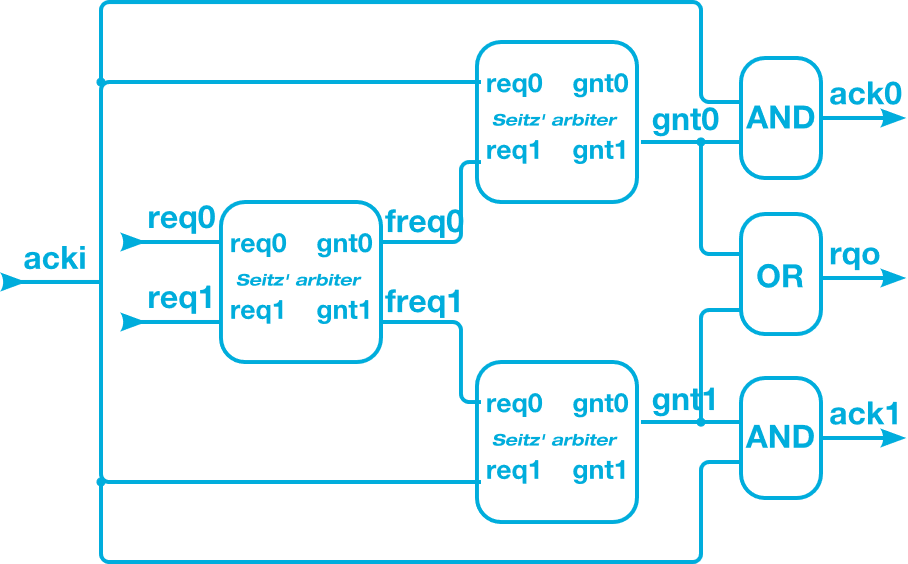 req0 gnt0
Seitz' arbiter
req1 gnt1
gnt0
AND
ack0
req0
req0 gnt0
Seitz' arbiter
req1 gnt1
freq0
acki
req1
freq1
OR
rqo
req0 gnt0
Seitz' arbiter
req1 gnt1
gnt1
AND
ack1